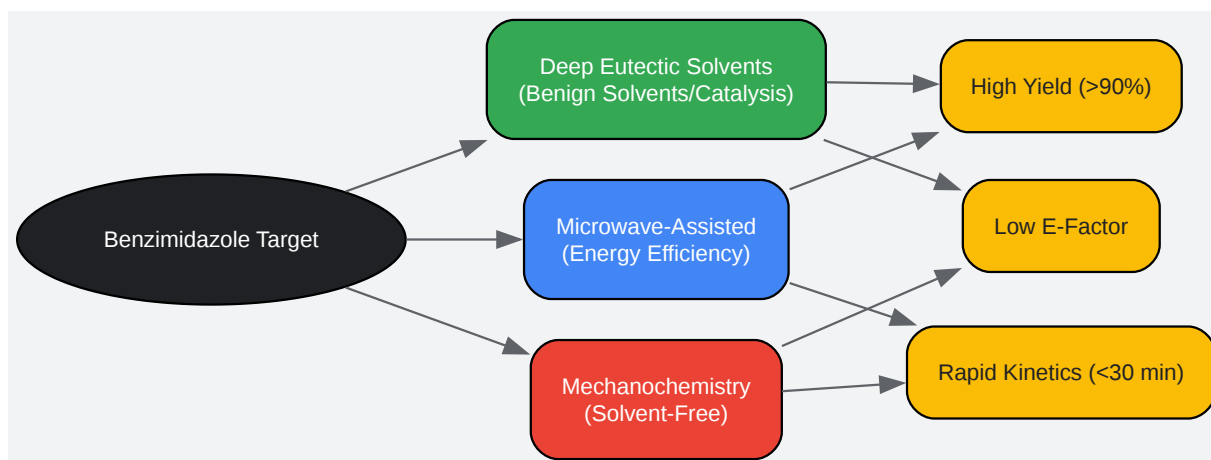 Benzimidazole Target
Deep Eutectic Solvents
(Benign Solvents/Catalysis)
Microwave-Assisted
(Energy Efficiency)
Mechanochemistry
(Solvent-Free)
High Yield (>90%)
Low E-Factor
Rapid Kinetics (<30 min)